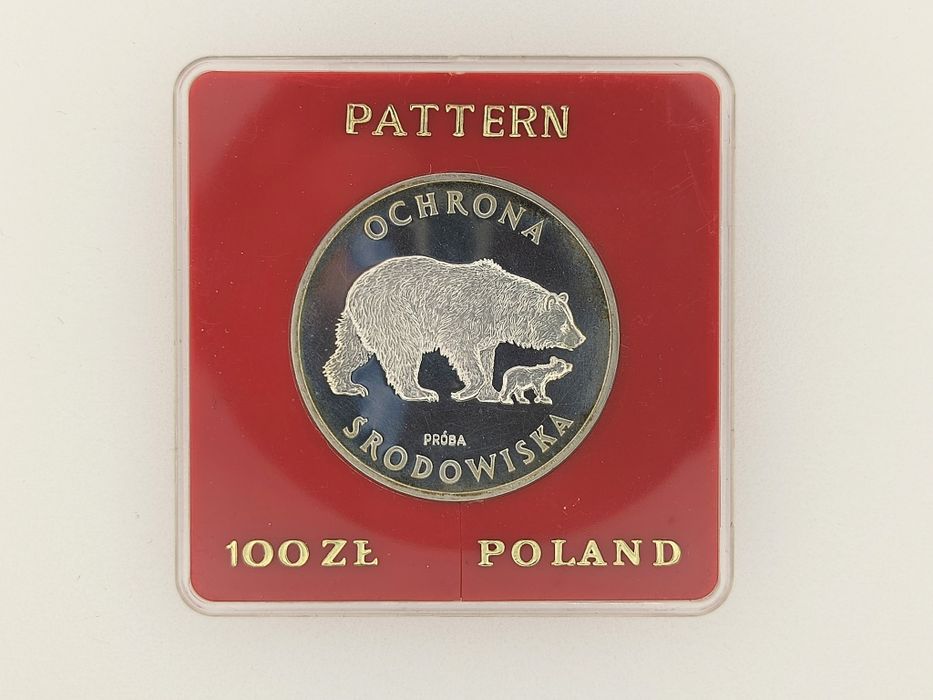 PATTERN
OCHRONA
PRÓBA
ŚRODOWISKA
100 ZŁ POLAND